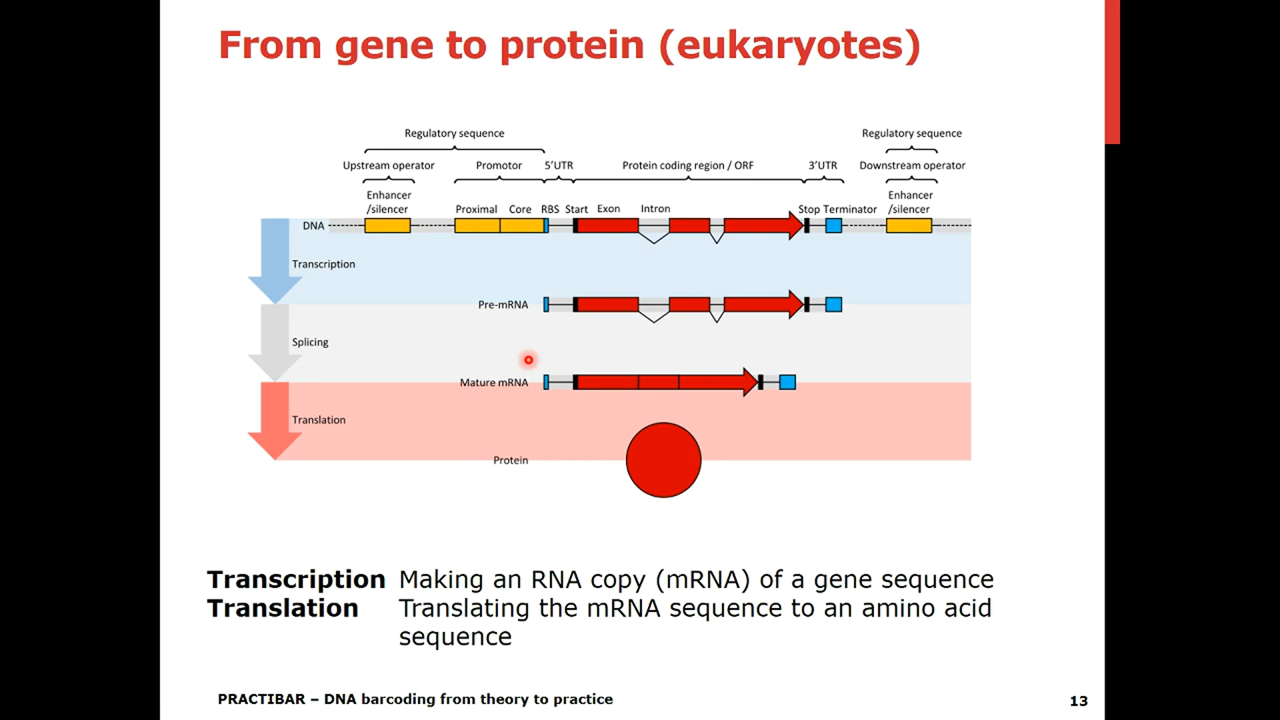 From gene to protein (eukaryotes)
Regulatory sequence
Regulatory sequence
Upstream operator
Promotor
5'UTR
Protein coding region / ORF
3'UTR
Downstream operator
Enhancer
/silencer
Proximal
Core
RBS
Start
Exon
Intron
Stop
Terminator
Enhancer
/silencer
DNA
Transcription
Pre-mRNA
Splicing
Mature mRNA
Translation
Protein
Transcription Making an RNA copy (mRNA) of a gene sequence
Translation Translating the mRNA sequence to an amino acid
sequence
PRACTIBAR – DNA barcoding from theory to practice
13